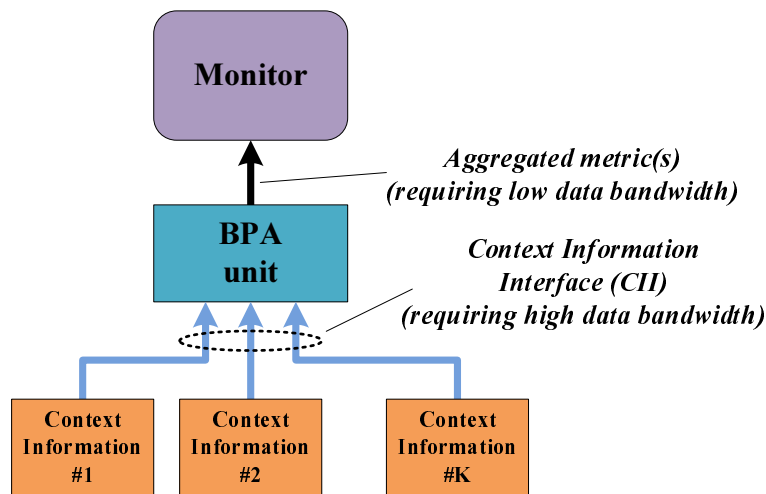 Monitor
Aggregated metric(s)
(requiring low data bandwidth)
BPA
unit
Context Information
Interface (CII)
(requiring high data bandwidth)
Context
Information
#1
Context
Information
#2
Context
Information
#K